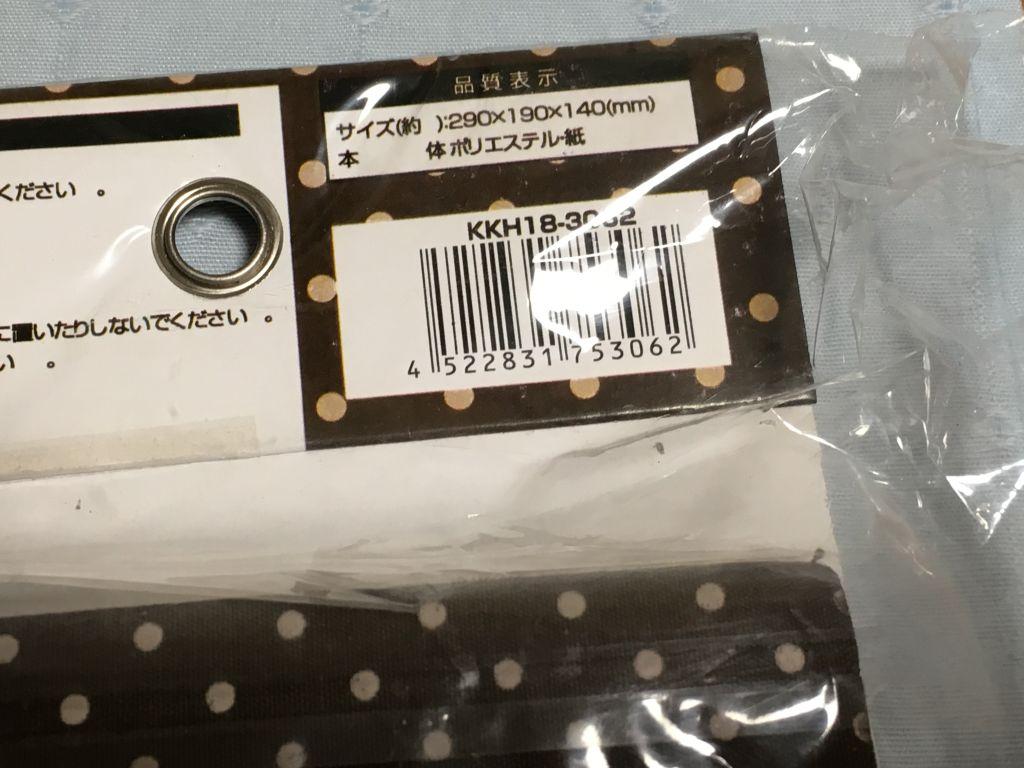 品質表示
サイズ(約 ):290×190×140(mm)
本 体 ポリエステル・紙
ください 。
に置いたりしないでください 。
い 。
KKH18-3062
4 522831 753062